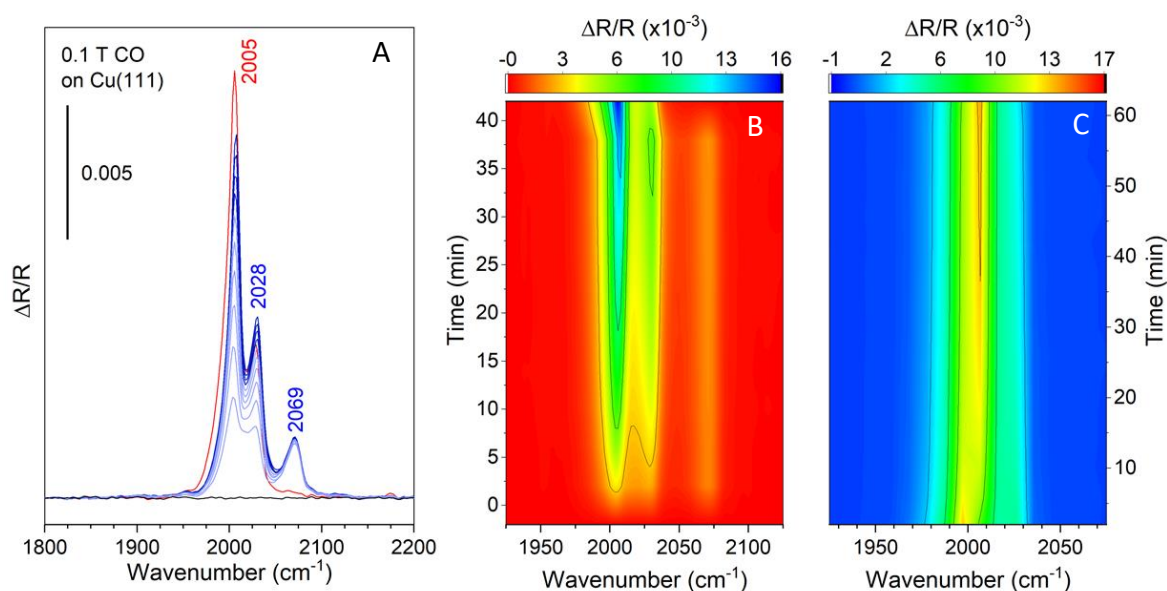 0.1 T CO
on Cu(111)
A
0.005
2005
2028
2069
ΔR/R
1800 1900 2000 2100 2200
Wavenumber (cm⁻¹)
ΔR/R (x10⁻³)
-0 3 6 8 10 13 16
B
Time (min)
40
35
30
25
20
15
10
5
0
1950 2000 2050 2100
Wavenumber (cm⁻¹)
ΔR/R (x10⁻³)
-1 2 6 10 13 17
C
60
50
40
30
20
10
Time (min)
1950 2000 2050
Wavenumber (cm⁻¹)